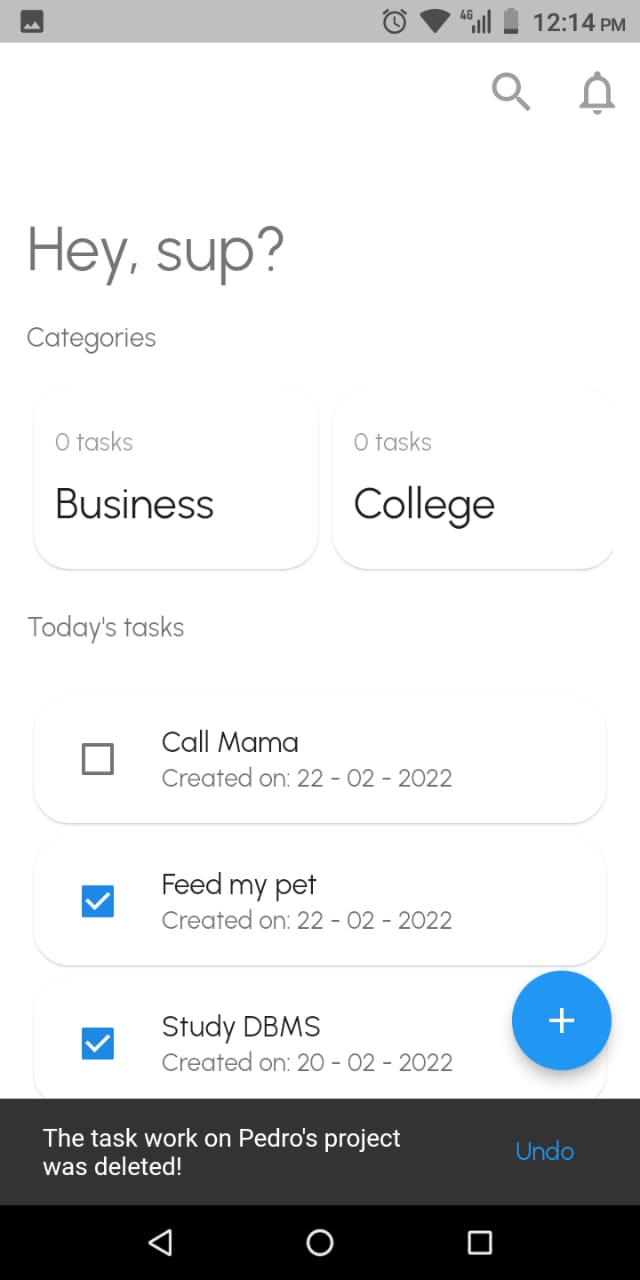 4G 12:14 PM
Hey, sup?
Categories
0 tasks
Business
0 tasks
College
Today's tasks
Call Mama
Created on: 22 - 02 - 2022
Feed my pet
Created on: 22 - 02 - 2022
Study DBMS
Created on: 20 - 02 - 2022
The task work on Pedro's project
was deleted!
Undo